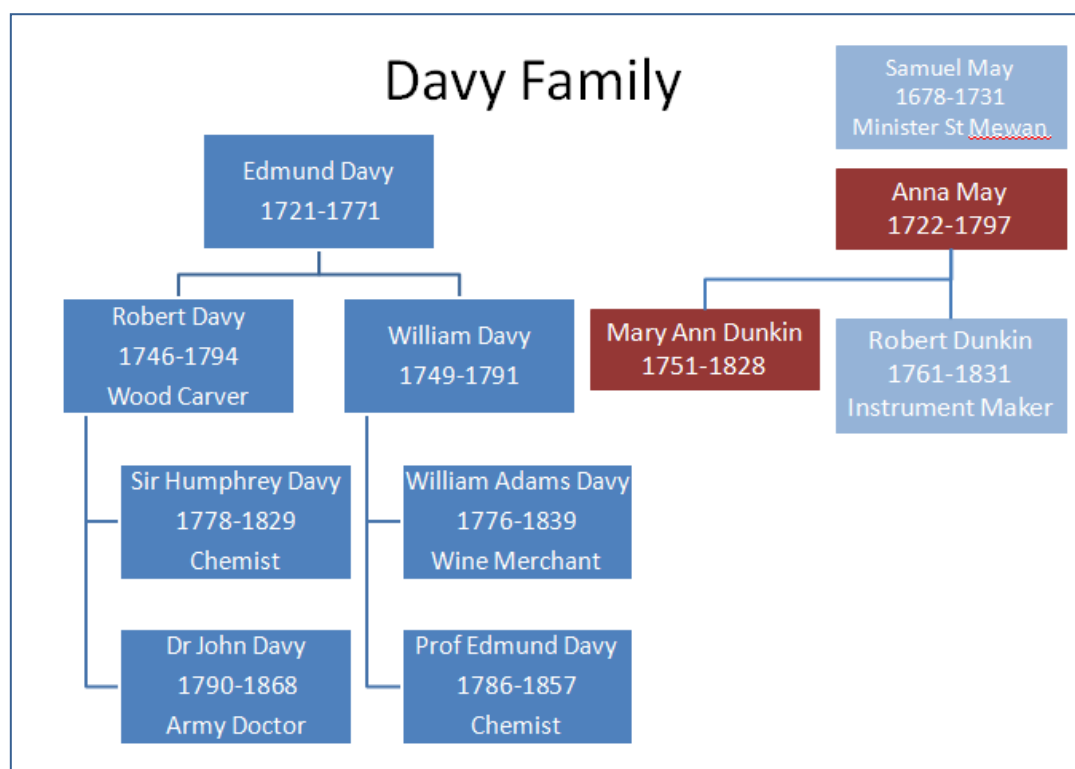 Davy Family
Samuel May
1678-1731
Minister St Mewan
Edmund Davy
1721-1771
Anna May
1722-1797
Robert Davy
1746-1794
Wood Carver
William Davy
1749-1791
Mary Ann Dunkin
1751-1828
Robert Dunkin
1761-1831
Instrument Maker
Sir Humphrey Davy
1778-1829
Chemist
William Adams Davy
1776-1839
Wine Merchant
Dr John Davy
1790-1868
Army Doctor
Prof Edmund Davy
1786-1857
Chemist